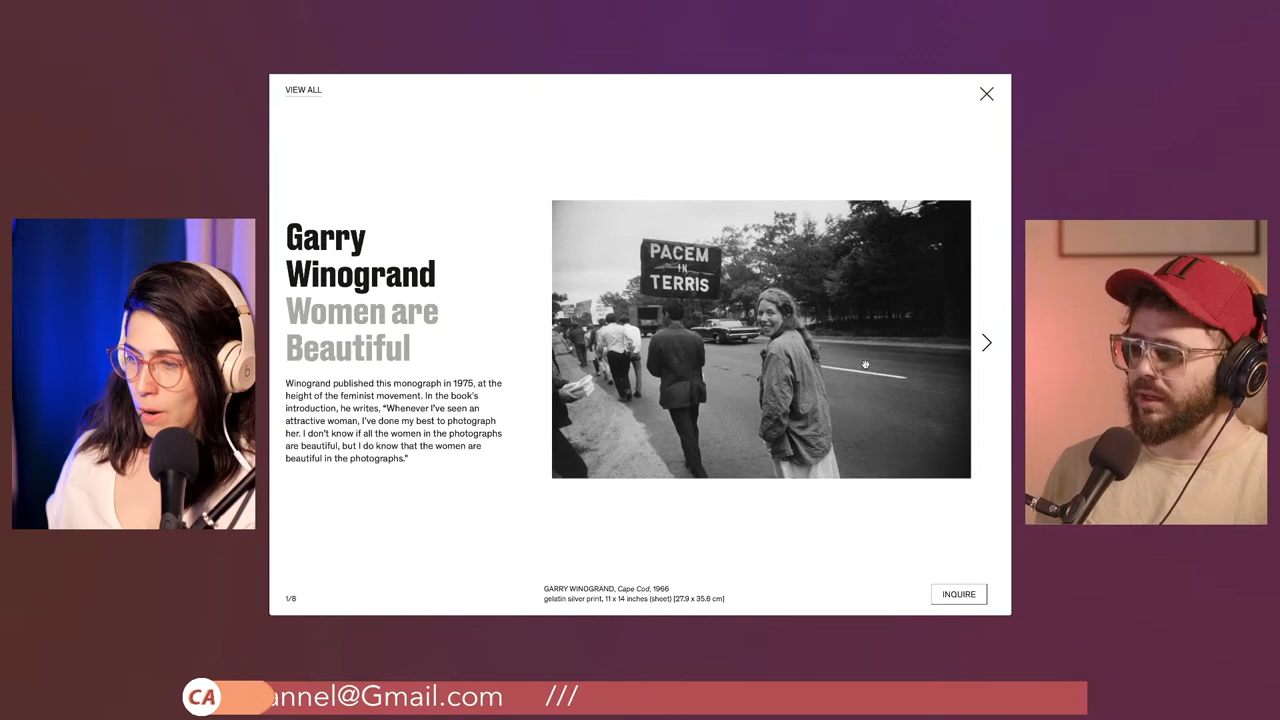 VIEW ALL
Garry
Winogrand
Women are
Beautiful
Winogrand published this monograph in 1975, at the
height of the feminist movement. In the book's
introduction, he writes, “Whenever I've seen an
attractive woman, I've done my best to photograph
her. I don't know if all the women in the photographs
are beautiful, but I do know that the women are
beautiful in the photographs.”
PACEM
IN
TERRIS
1/8
GARRY WINOGRAND, Cape Cod, 1966
gelatin silver print, 11 x 14 inches (sheet) [27.9 x 35.6 cm]
INQUIRE
CA annel@Gmail.com ///